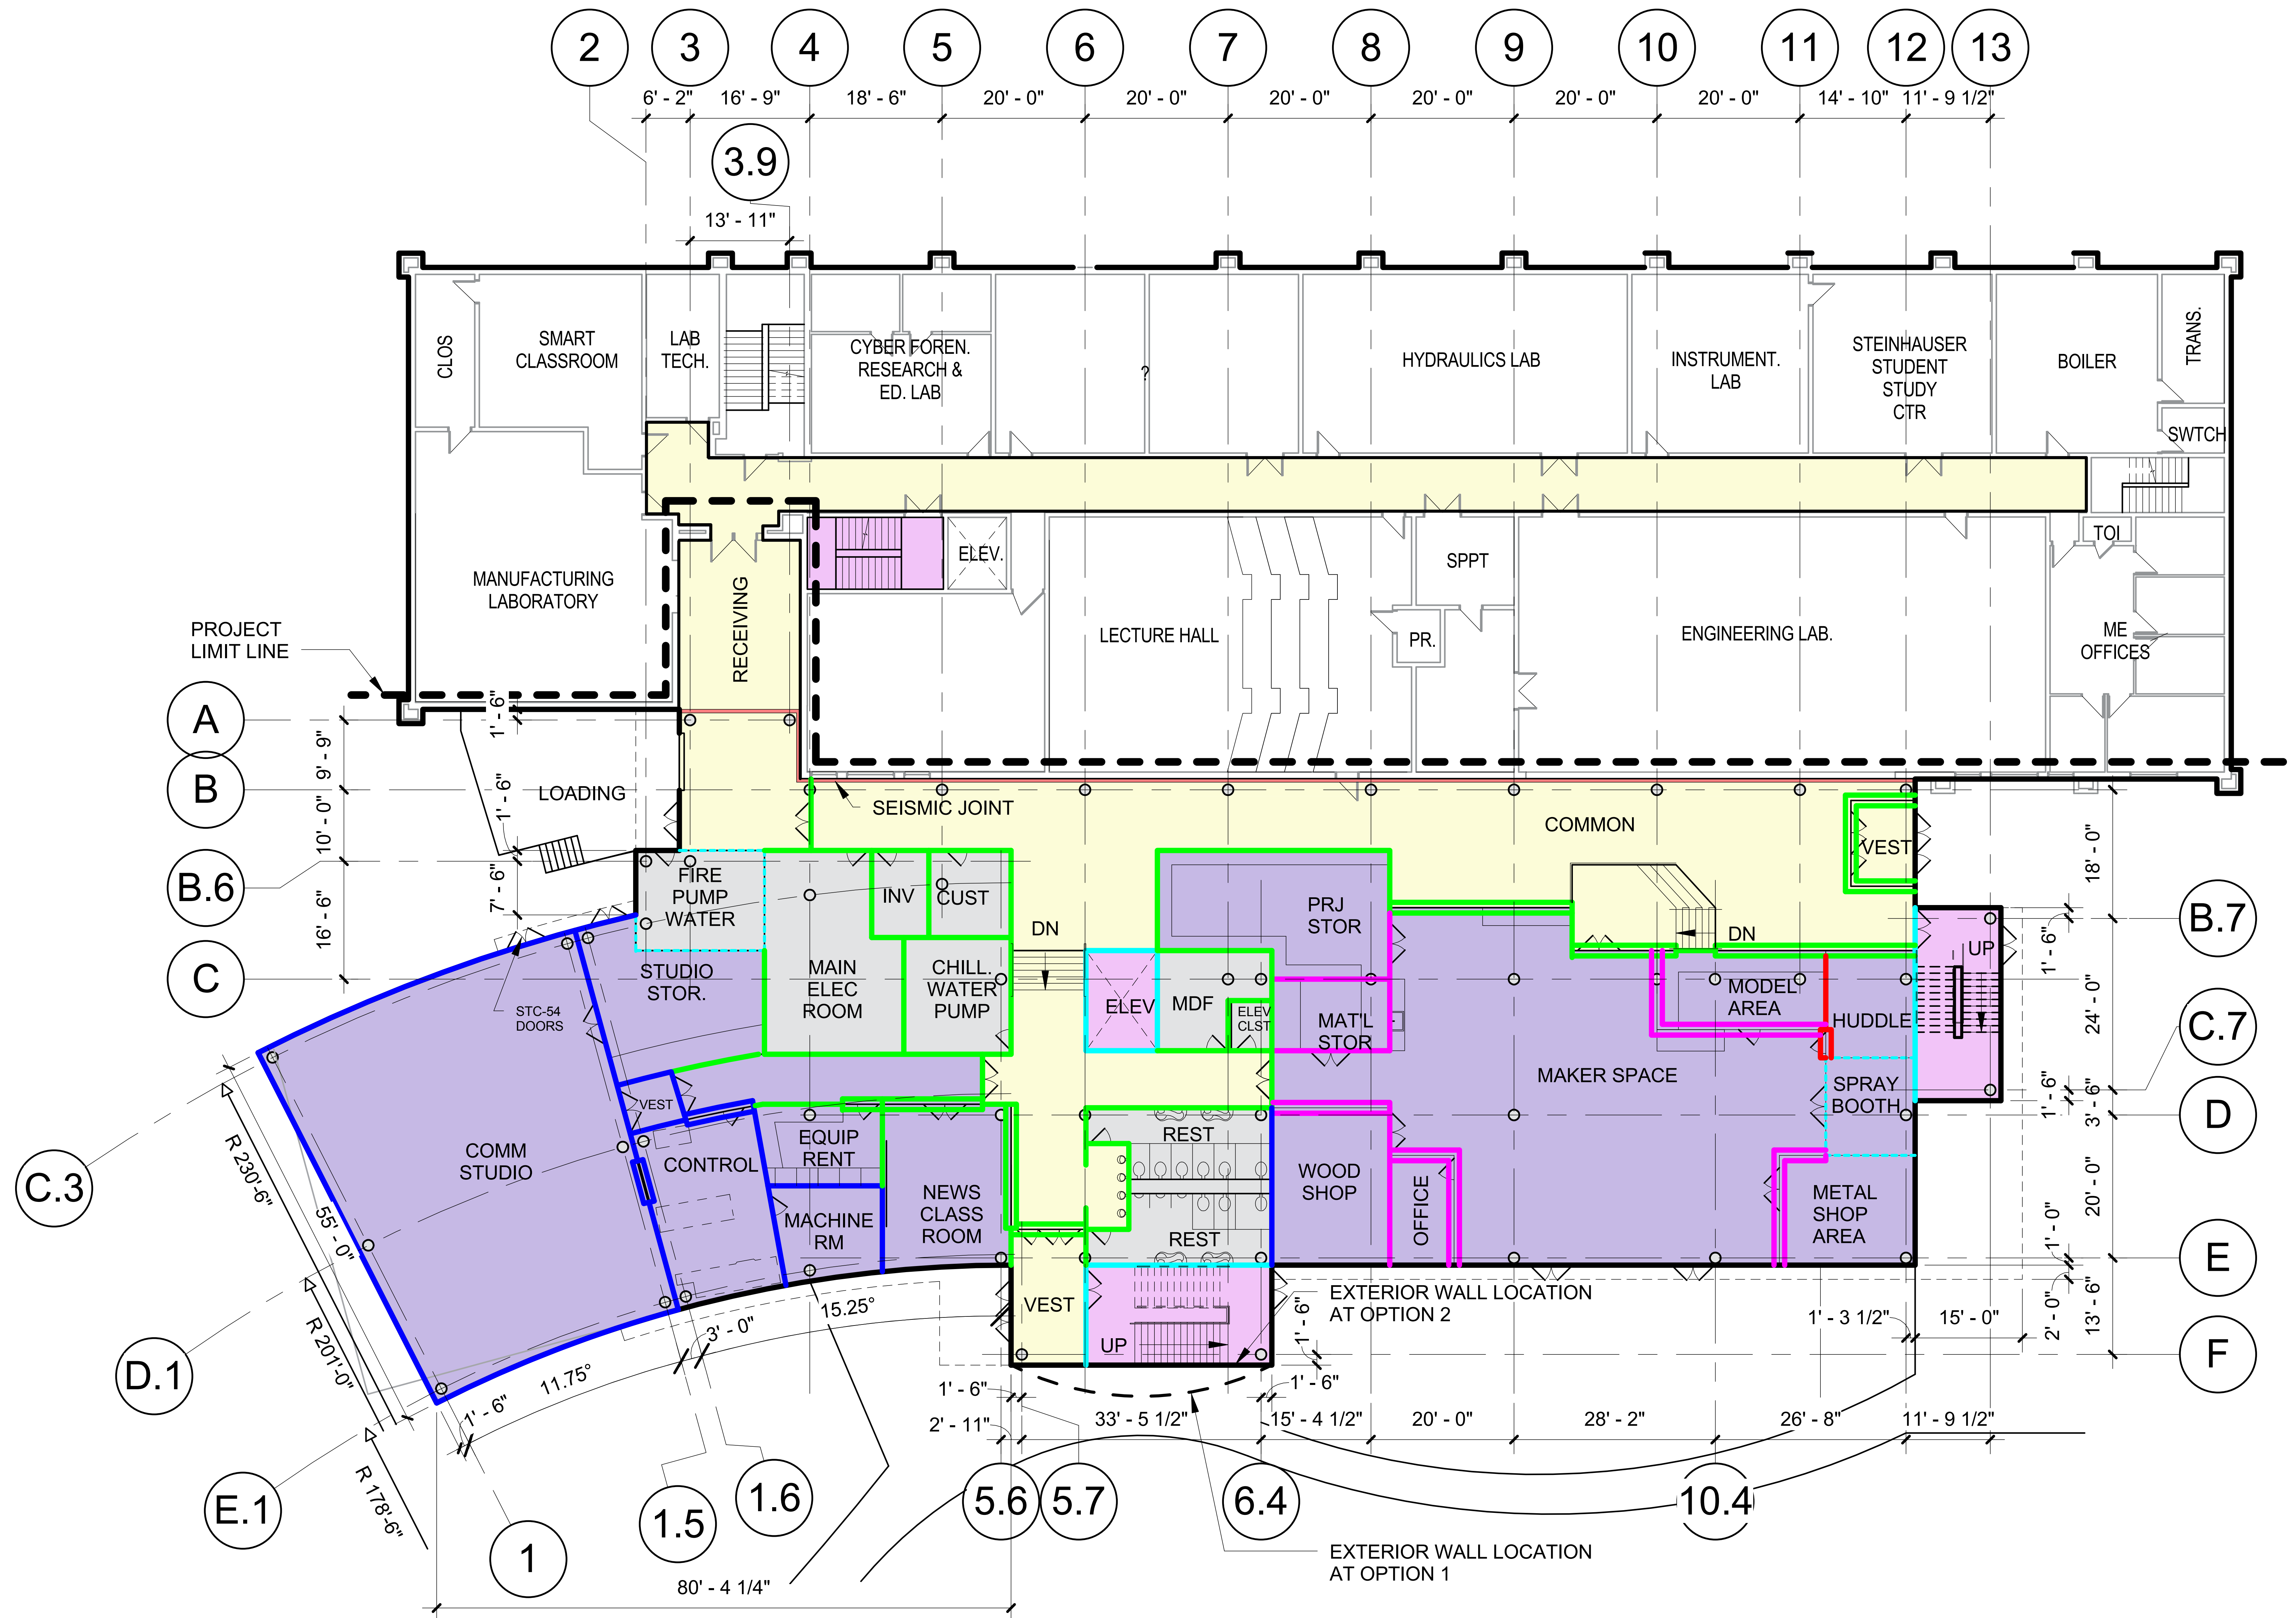 2
3
4
5
6
7
8
9
10
11
12
13
6' - 2"
16' - 9"
18' - 6"
20' - 0"
20' - 0"
20' - 0"
20' - 0"
20' - 0"
20' - 0"
14' - 10"
11' - 9 1/2"
3.9
13' - 11"
CLOS
SMART
CLASSROOM
LAB
TECH.
CYBER FOREN.
RESEARCH &
ED. LAB
?
HYDRAULICS LAB
INSTRUMENT.
LAB
STEINHAUSER
STUDENT
STUDY
CTR
BOILER
TRANS.
SWTCH
MANUFACTURING
LABORATORY
RECEIVING
ELEV.
LECTURE HALL
SPPT
PR.
ENGINEERING LAB.
TOI
ME
OFFICES
PROJECT
LIMIT LINE
A
B
B.6
C
9' - 9"
10' - 0"
16' - 6"
1' - 6"
1' - 6"
7' - 6"
LOADING
SEISMIC JOINT
COMMON
VEST
FIRE
PUMP
WATER
INV
CUST
DN
PRJ
STOR
DN
UP
STUDIO
STOR.
MAIN
ELEC
ROOM
CHILL.
WATER
PUMP
ELEV
MDF
ELEV
CLST
MAT'L
STOR
MODEL
AREA
HUDDLE
STC-54
DOORS
MAKER SPACE
SPRAY
BOOTH
VEST
COMM
STUDIO
CONTROL
EQUIP
RENT
MACHINE
RM
NEWS
CLASS
ROOM
REST
REST
WOOD
SHOP
OFFICE
METAL
SHOP
AREA
VEST
UP
EXTERIOR WALL LOCATION
AT OPTION 2
18' - 0"
1' - 6"
24' - 0"
1' - 6"
3' - 6"
20' - 0"
1' - 0"
2' - 0"
13' - 6"
B.7
C.7
D
E
F
C.3
D.1
E.1
R 230'-6"
55' - 0"
R 201'-0"
R 178'-6"
1' - 6"
11.75°
3' - 0"
15.25°
1' - 6"
1' - 3 1/2"
15' - 0"
1' - 6"
1' - 6"
2' - 11"
33' - 5 1/2"
15' - 4 1/2"
20' - 0"
28' - 2"
26' - 8"
11' - 9 1/2"
1
1.5
1.6
5.6
5.7
6.4
10.4
EXTERIOR WALL LOCATION
AT OPTION 1
80' - 4 1/4"